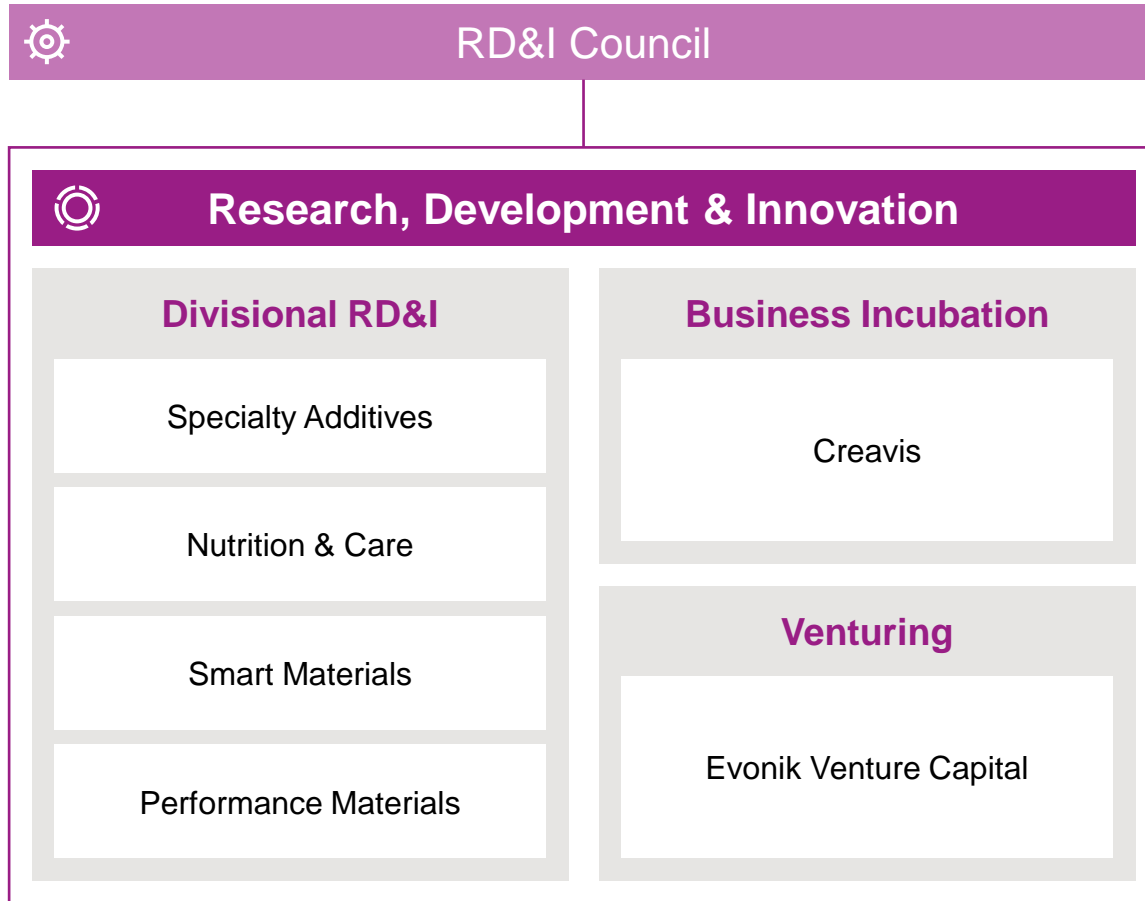 RD&I Council
Research, Development & Innovation
Divisional RD&I
Specialty Additives
Nutrition & Care
Smart Materials
Performance Materials
Business Incubation
Creavis
Venturing
Evonik Venture Capital